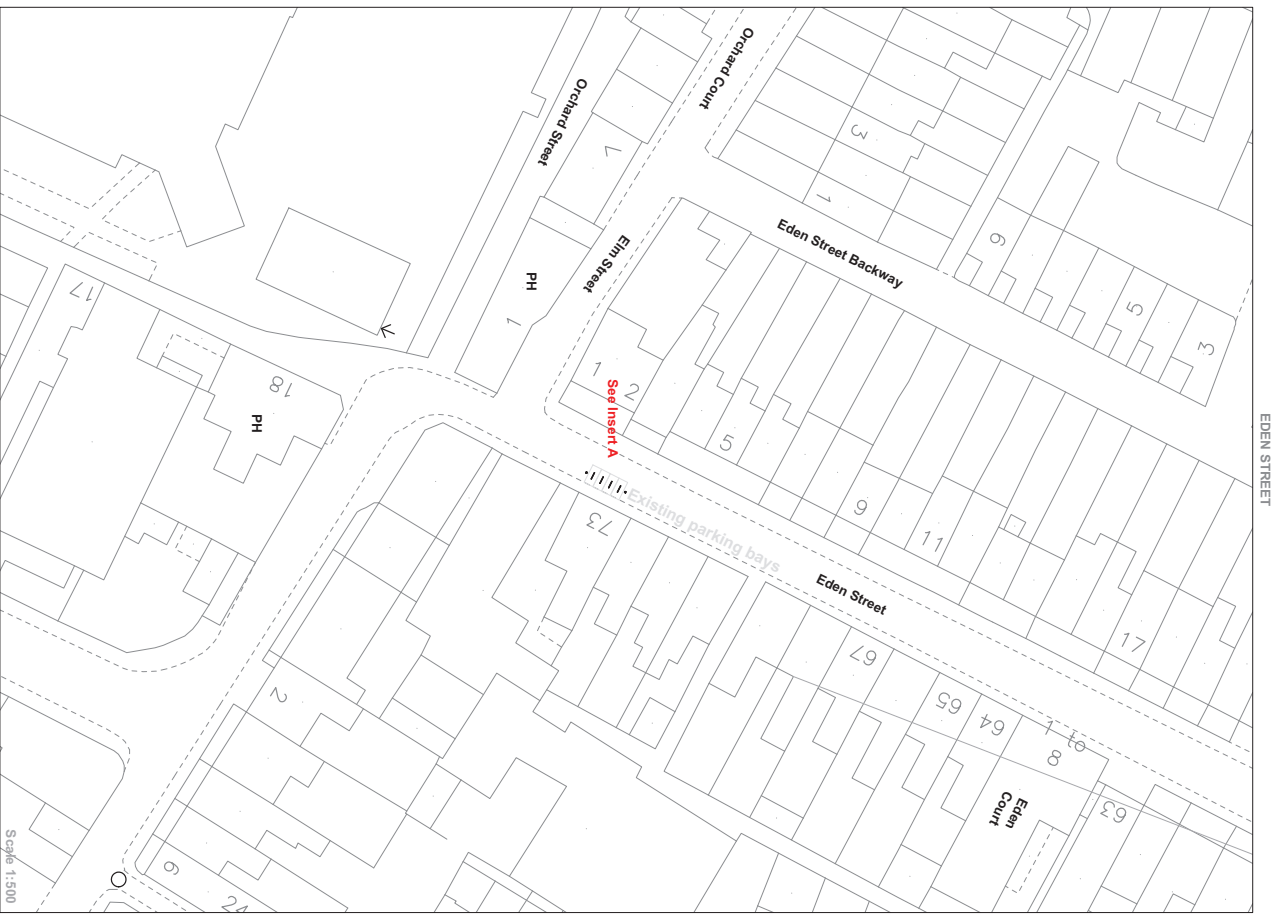 EDEN STREET
Orchard Court
Orchard Street
7
3
1
Eden Street Backway
6
5
3
Elm Street
PH
1
17
18
PH
1
2
See Insert A
5
9
11
17
73
Existing parking bays
Eden Street
67
65
64
1
to
8
Eden
Court
63
2
6
24
Scale 1:500